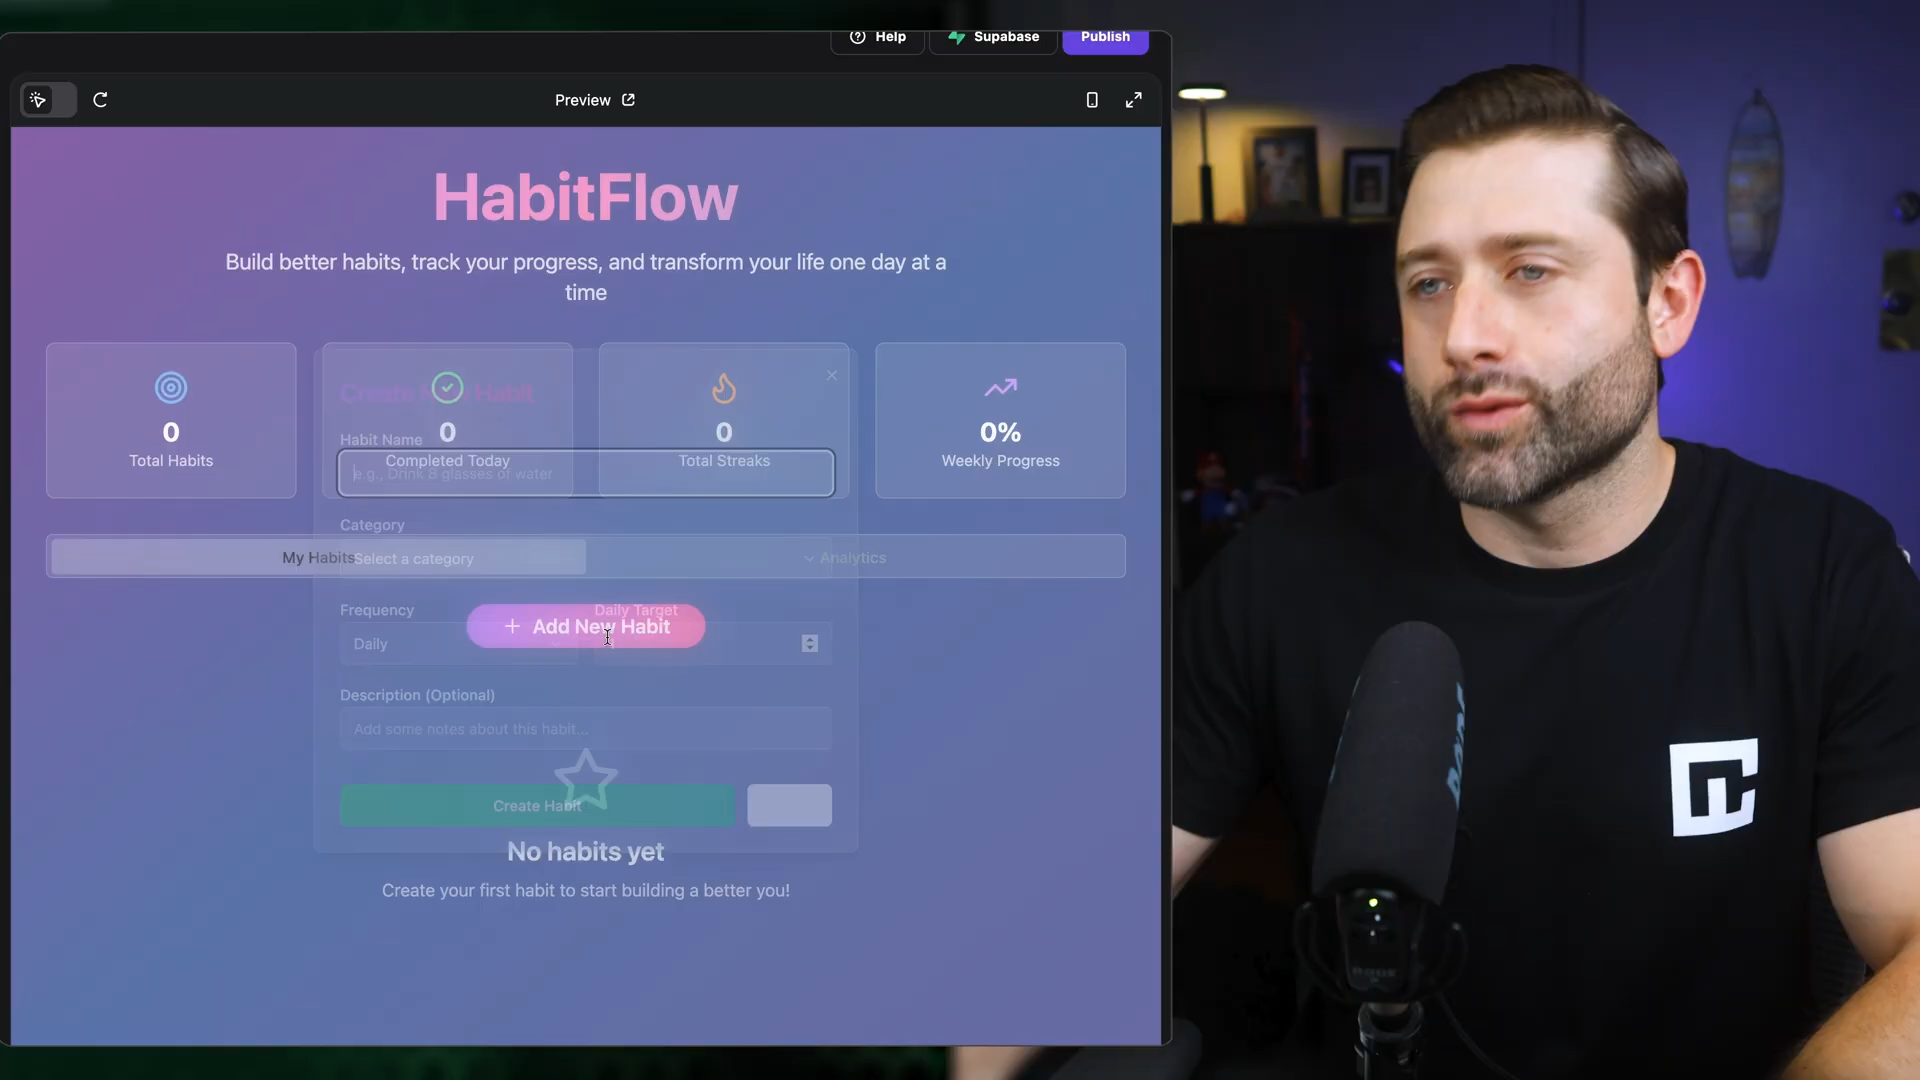 Help
Supabase
Publish
Preview
HabitFlow
Build better habits, track your progress, and transform your life one day at a
time
0
Total Habits
0
Completed Today
0
Total Streaks
0%
Weekly Progress
Create New Habit
Habit Name
e.g., Drink 8 glasses of water
Category
My Habits
Select a category
Analytics
Frequency
Daily Target
Add New Habit
Daily
Description (Optional)
Add some notes about this habit...
Create Habit
No habits yet
Create your first habit to start building a better you!